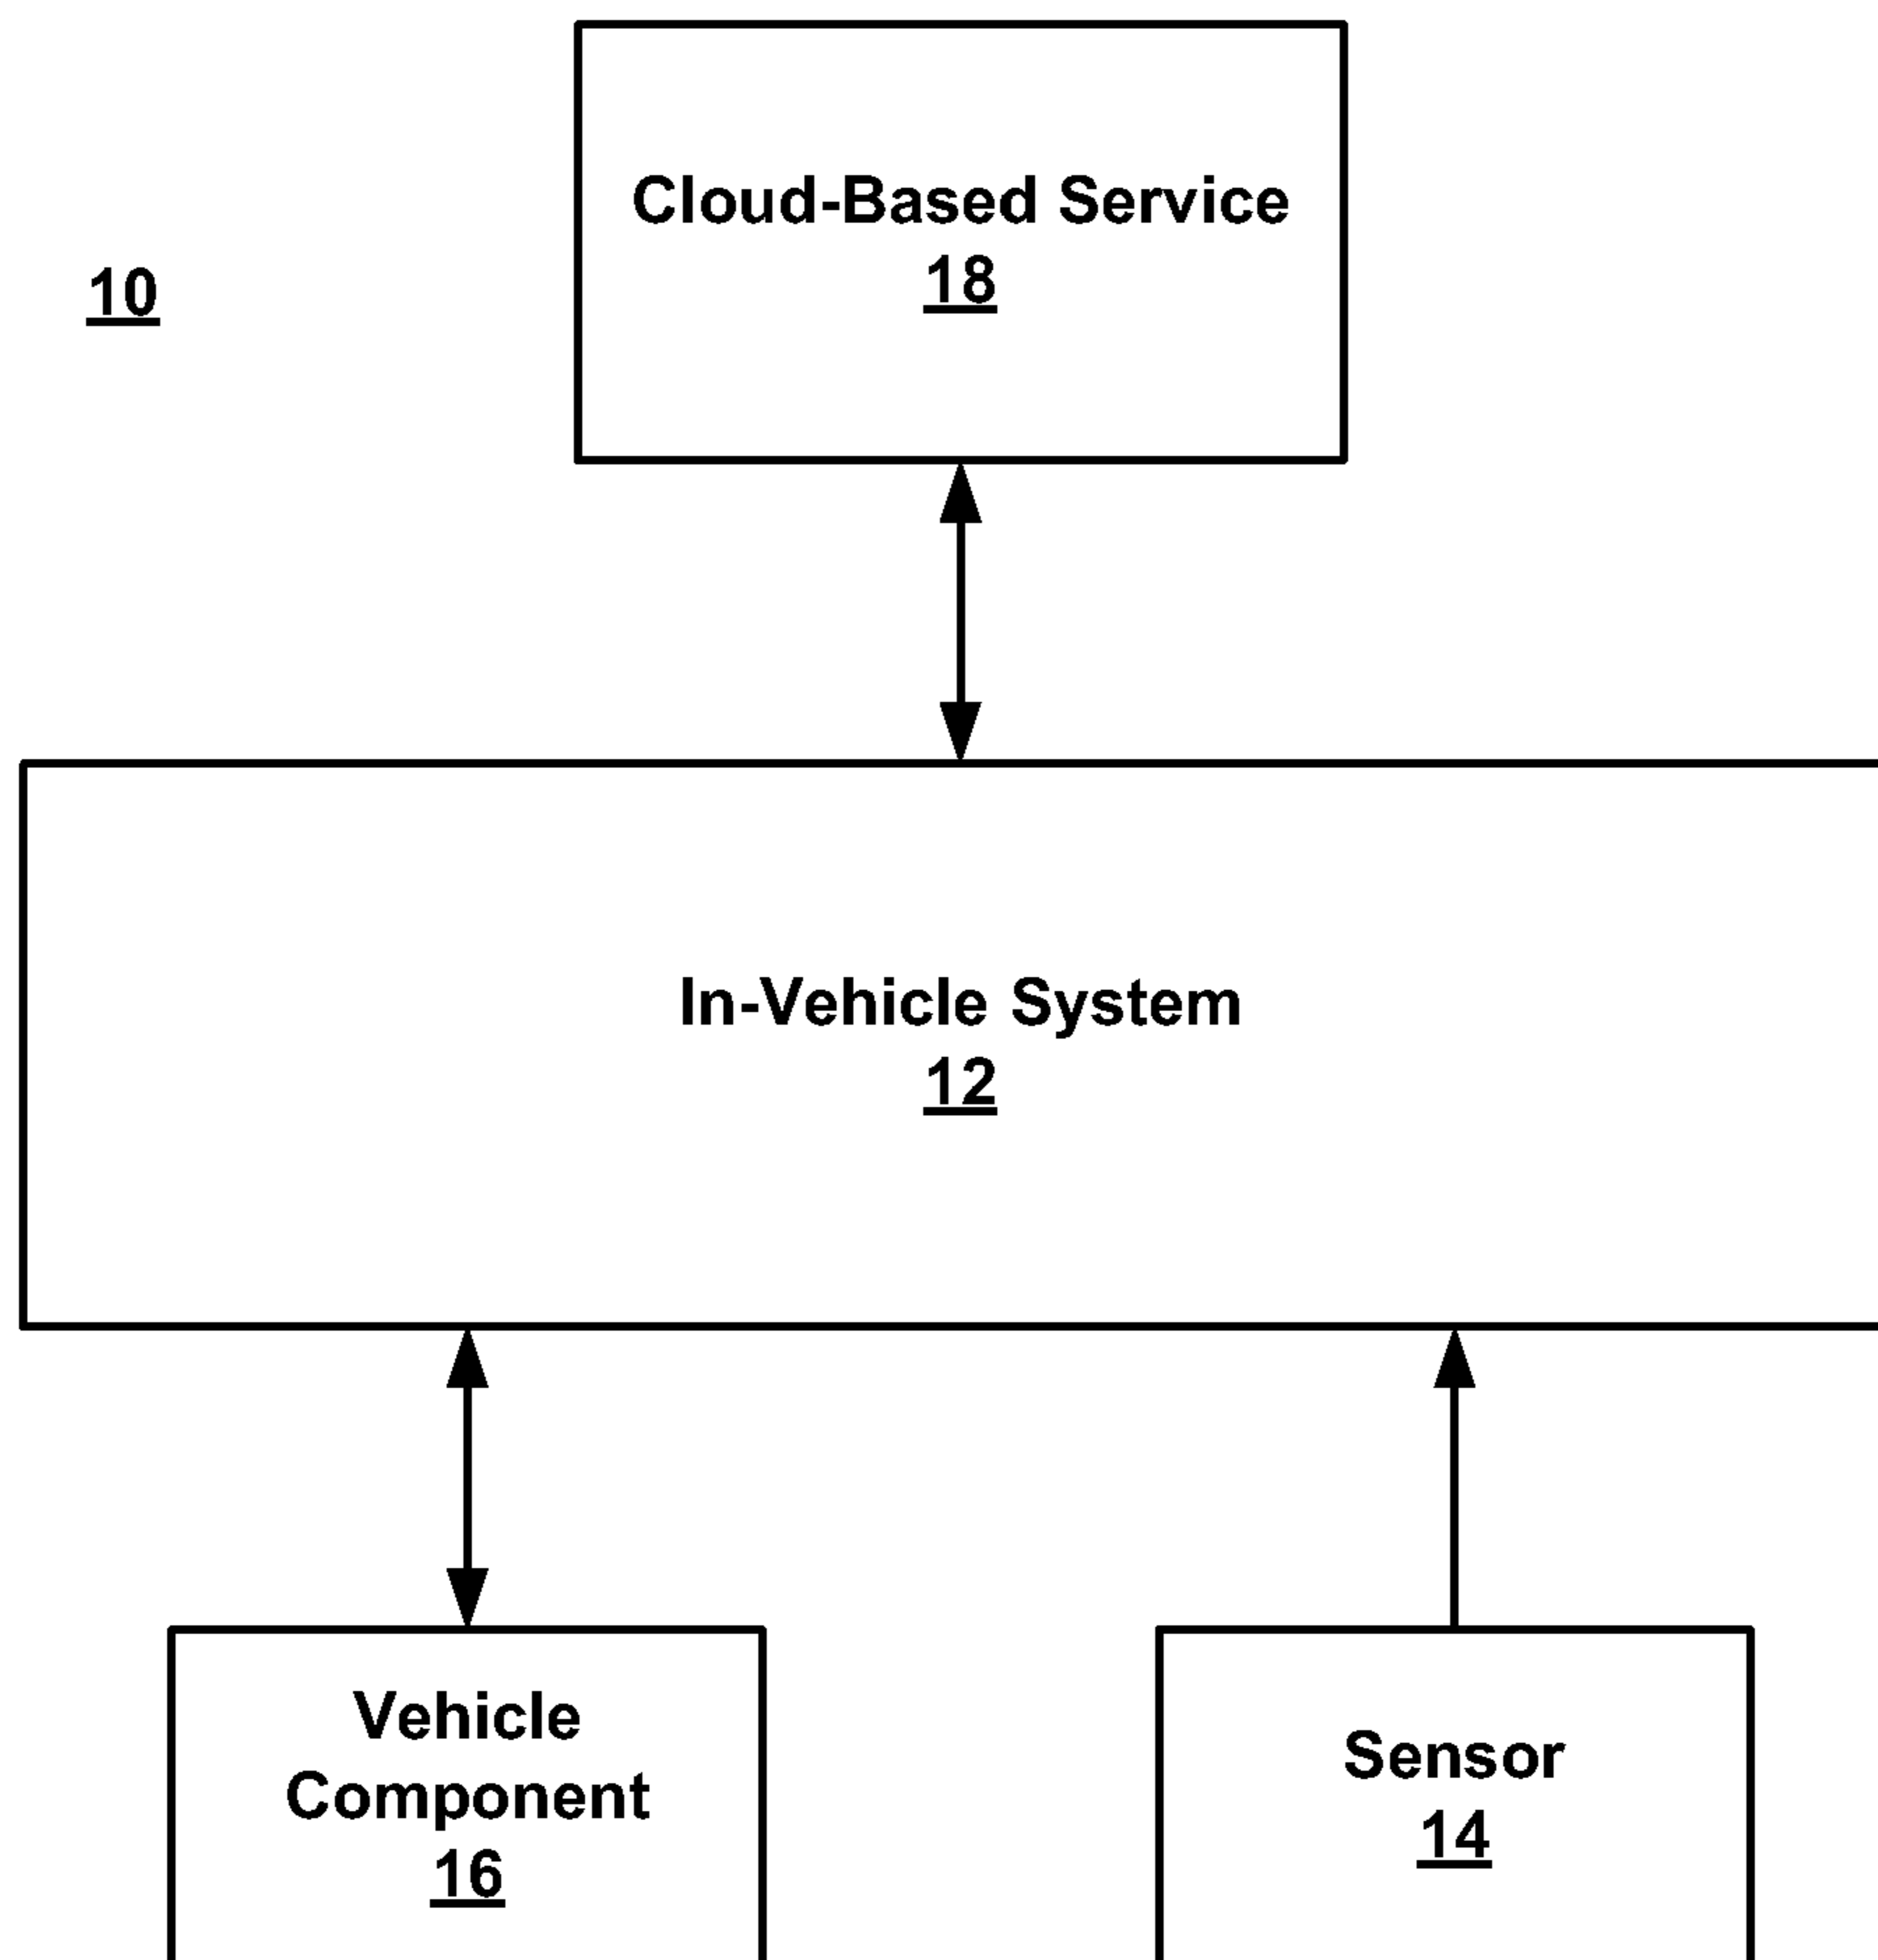 Cloud-Based Service
18
10
In-Vehicle System
12
Vehicle
Component
16
Sensor
14